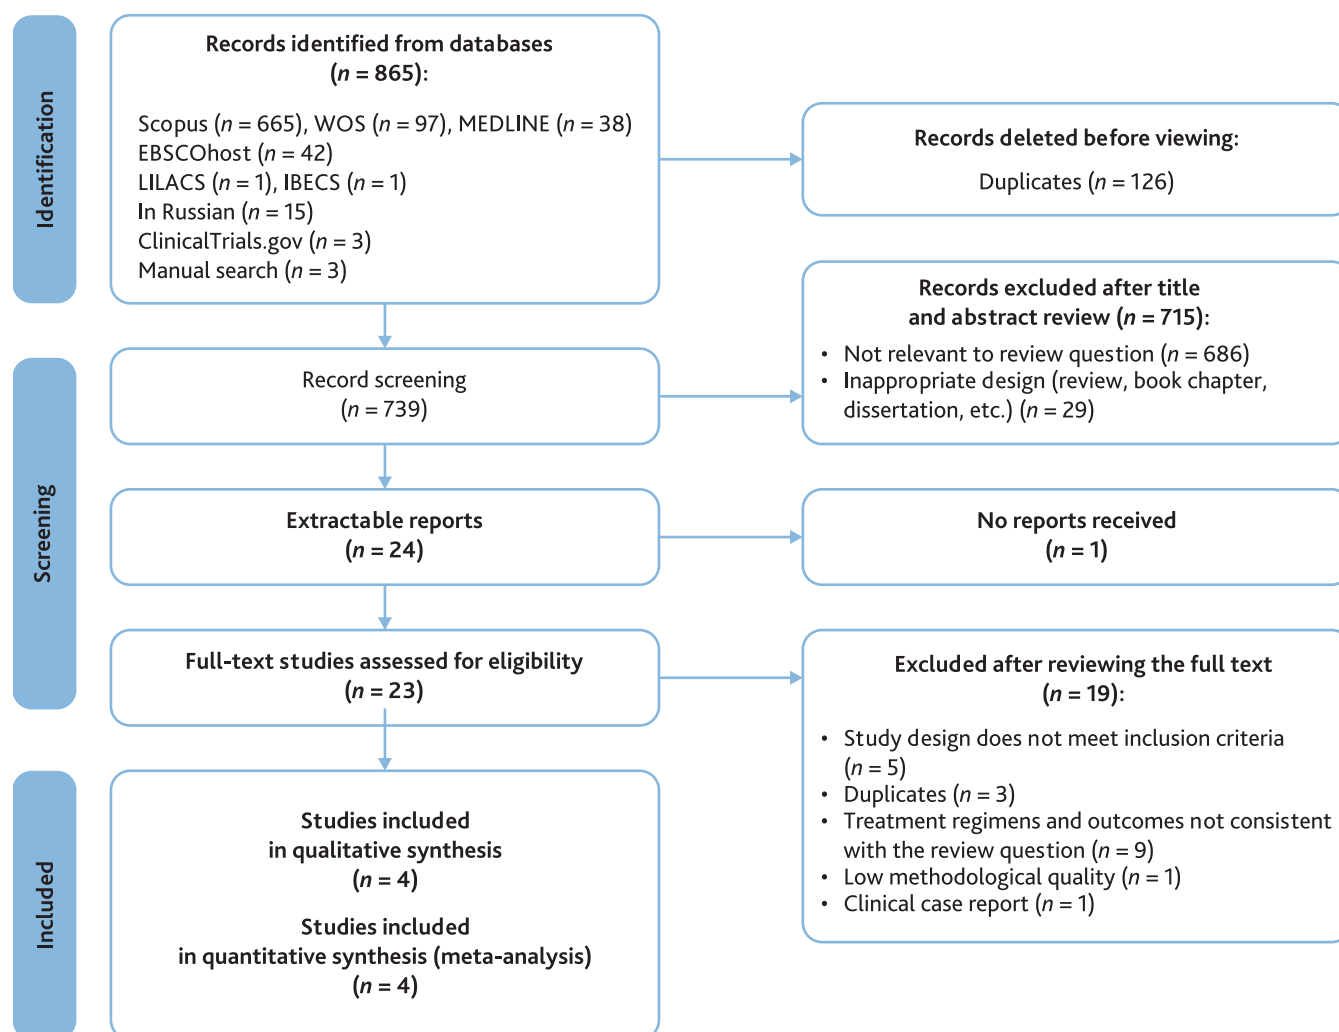 Identification
Records identified from databases
(n = 865):
Scopus (n = 665), WOS (n = 97), MEDLINE (n = 38)
EBSCOhost (n = 42)
LILACS (n = 1), IBECS (n = 1)
In Russian (n = 15)
ClinicalTrials.gov (n = 3)
Manual search (n = 3)
Records deleted before viewing:
Duplicates (n = 126)
Screening
Record screening
(n = 739)
Records excluded after title
and abstract review (n = 715):
• Not relevant to review question (n = 686)
• Inappropriate design (review, book chapter,
dissertation, etc.) (n = 29)
Extractable reports
(n = 24)
No reports received
(n = 1)
Full-text studies assessed for eligibility
(n = 23)
Excluded after reviewing the full text
(n = 19):
• Study design does not meet inclusion criteria
(n = 5)
• Duplicates (n = 3)
• Treatment regimens and outcomes not consistent
with the review question (n = 9)
• Low methodological quality (n = 1)
• Clinical case report (n = 1)
Included
Studies included
in qualitative synthesis
(n = 4)
Studies included
in quantitative synthesis (meta-analysis)
(n = 4)